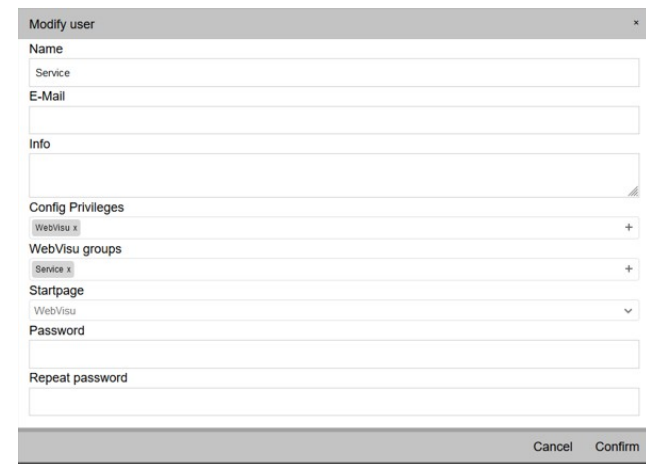 Modify user ×
Name
Service
E-Mail
Info
Config Privileges
WebVisu x +
WebVisu groups
Service x +
Startpage
WebVisu
Password
Repeat password
Cancel Confirm